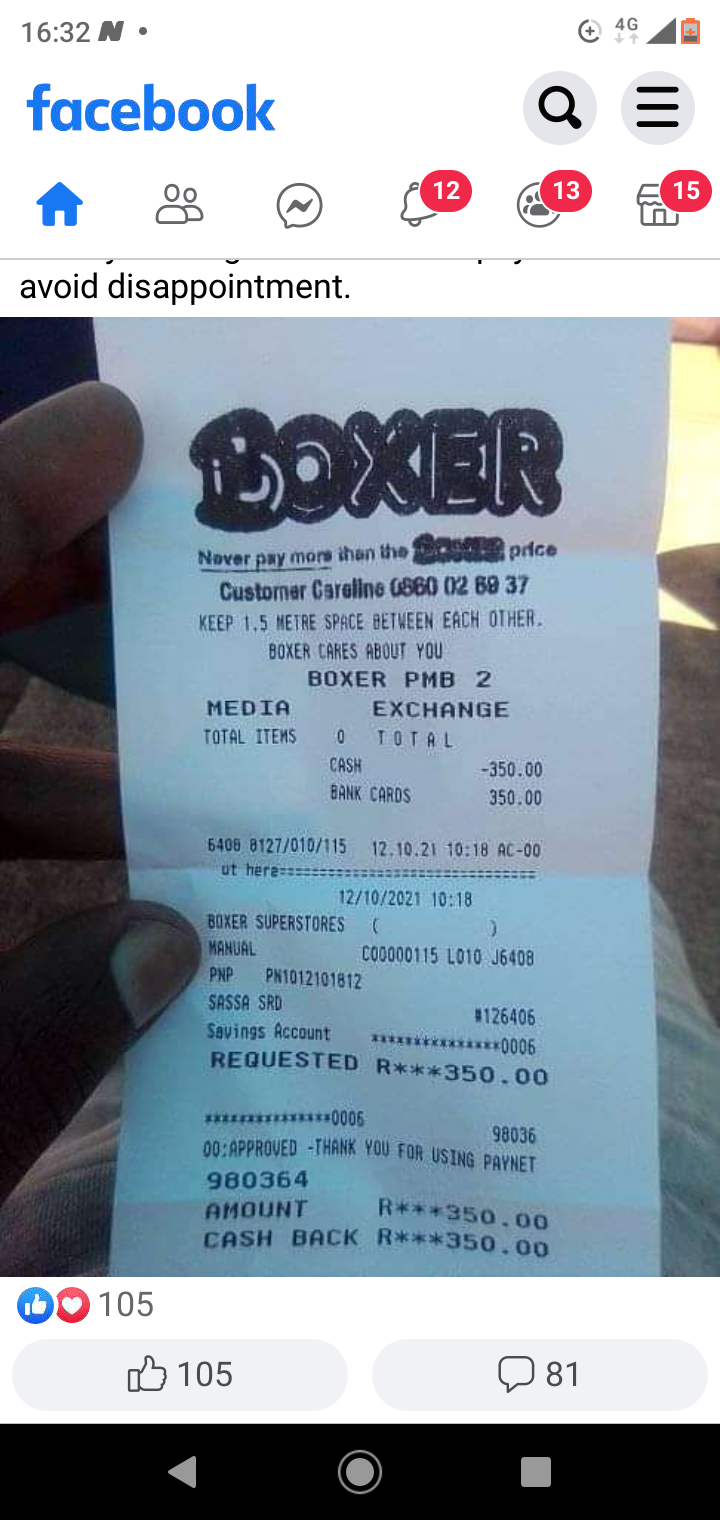 16:32
4G
facebook
12
13
15
avoid disappointment.
BOXER
Never pay more than the BOXER price
Customer Careline 0860 02 69 37
KEEP 1.5 METRE SPACE BETWEEN EACH OTHER.
BOXER CARES ABOUT YOU
BOXER PMB 2
MEDIA EXCHANGE
TOTAL ITEMS 0 TOTAL
CASH -350.00
BANK CARDS 350.00
6408 8127/010/115 12.10.21 10:18 AC-00
ut here==================================
12/10/2021 10:18
BOXER SUPERSTORES ( )
MANUAL C00000115 L010 J6408
PNP PN1012101812
SASSA SRD #126406
Savings Account ***************0006
REQUESTED R***350.00
***************0006 98036
00:APPROVED -THANK YOU FOR USING PAYNET
980364
AMOUNT R***350.00
CASH BACK R***350.00
105
105
81